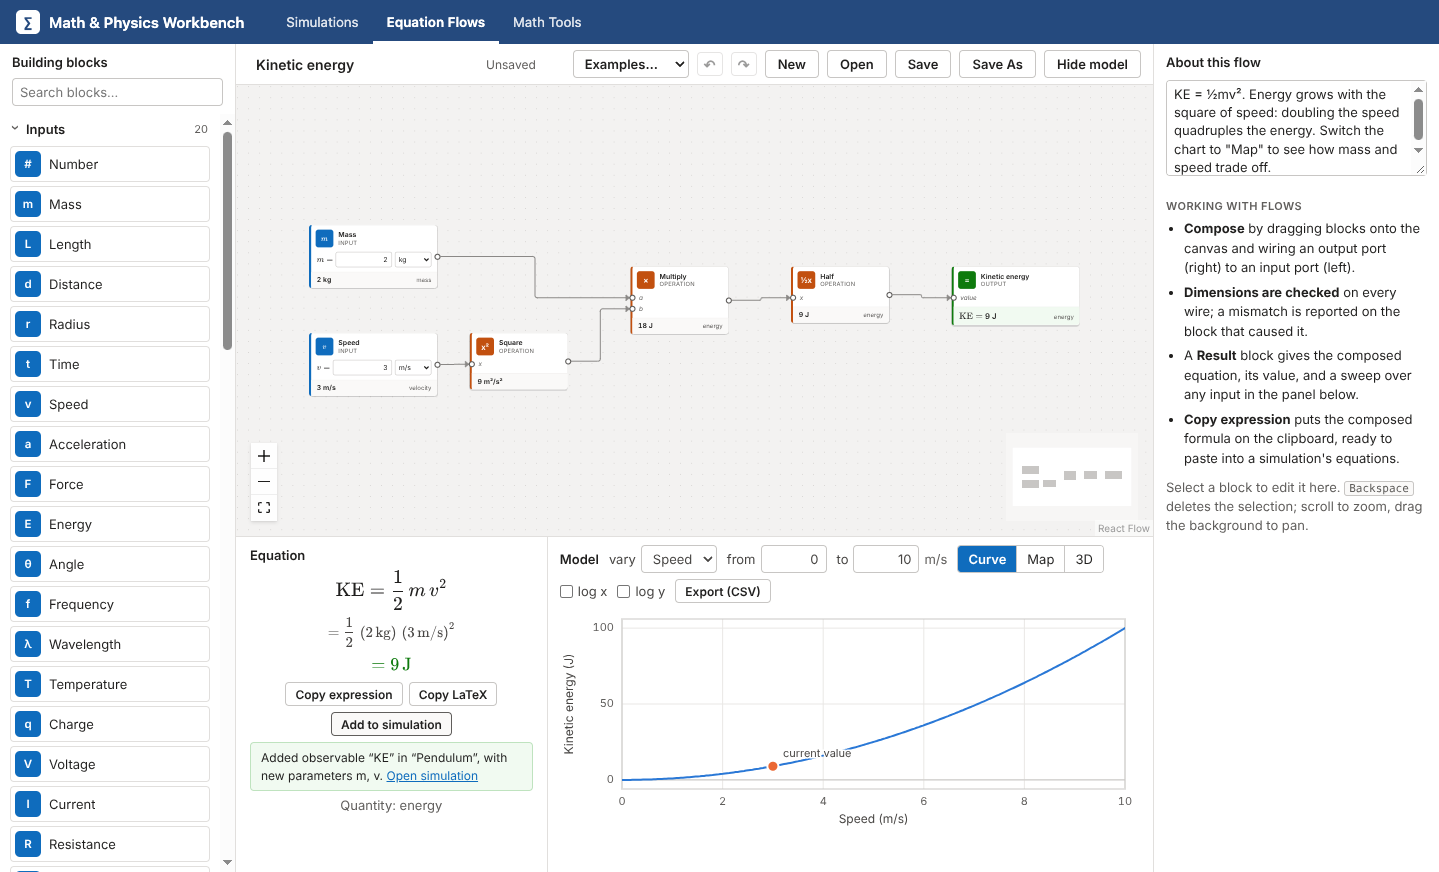 ∑ Math & Physics Workbench Simulations Equation Flows Math Tools
Building blocks
Search blocks...
Inputs 20
# Number
m Mass
L Length
d Distance
r Radius
t Time
v Speed
a Acceleration
F Force
E Energy
θ Angle
f Frequency
λ Wavelength
T Temperature
q Charge
V Voltage
I Current
R Resistance
Kinetic energy Unsaved Examples... New Open Save Save As Hide model
m Mass
INPUT
m = 2 kg
2 kg mass
v Speed
INPUT
v = 3 m/s
3 m/s velocity
x² Square
OPERATION
x
9 m²/s²
× Multiply
OPERATION
a
b
18 J energy
½x Half
OPERATION
x
9 J energy
= Kinetic energy
OUTPUT
value
KE = 9 J energy
React Flow
Equation
KE = 1/2 m v²
= 1/2 (2 kg) (3 m/s)²
= 9 J
Copy expression Copy LaTeX
Add to simulation
Added observable “KE” in “Pendulum”, with
new parameters m, v. Open simulation
Quantity: energy
Model vary Speed from 0 to 10 m/s Curve Map 3D
log x log y Export (CSV)
Kinetic energy (J)
100
50
0
current value
0 2 4 6 8 10
Speed (m/s)
About this flow
KE = ½mv². Energy grows with the
square of speed: doubling the speed
quadruples the energy. Switch the
chart to "Map" to see how mass and
speed trade off.
WORKING WITH FLOWS
• Compose by dragging blocks onto the
canvas and wiring an output port
(right) to an input port (left).
• Dimensions are checked on every
wire; a mismatch is reported on the
block that caused it.
• A Result block gives the composed
equation, its value, and a sweep over
any input in the panel below.
• Copy expression puts the composed
formula on the clipboard, ready to
paste into a simulation's equations.
Select a block to edit it here. Backspace
deletes the selection; scroll to zoom, drag
the background to pan.